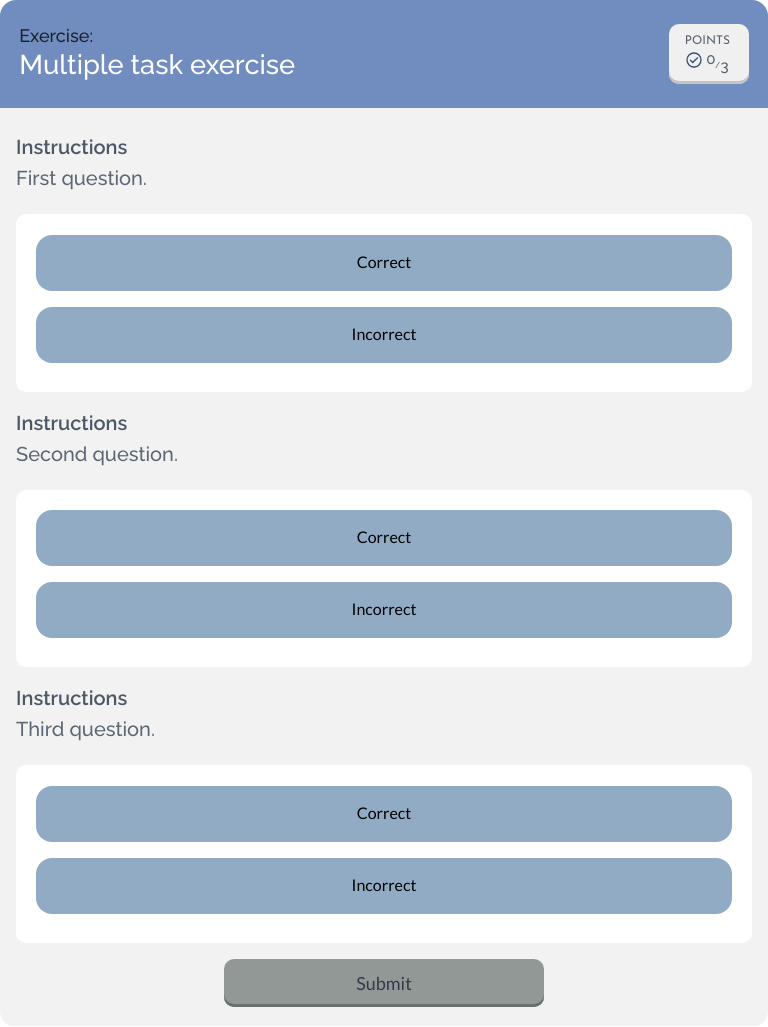 Exercise:
Multiple task exercise
POINTS
0/3
Instructions
First question.
Correct
Incorrect
Instructions
Second question.
Correct
Incorrect
Instructions
Third question.
Correct
Incorrect
Submit